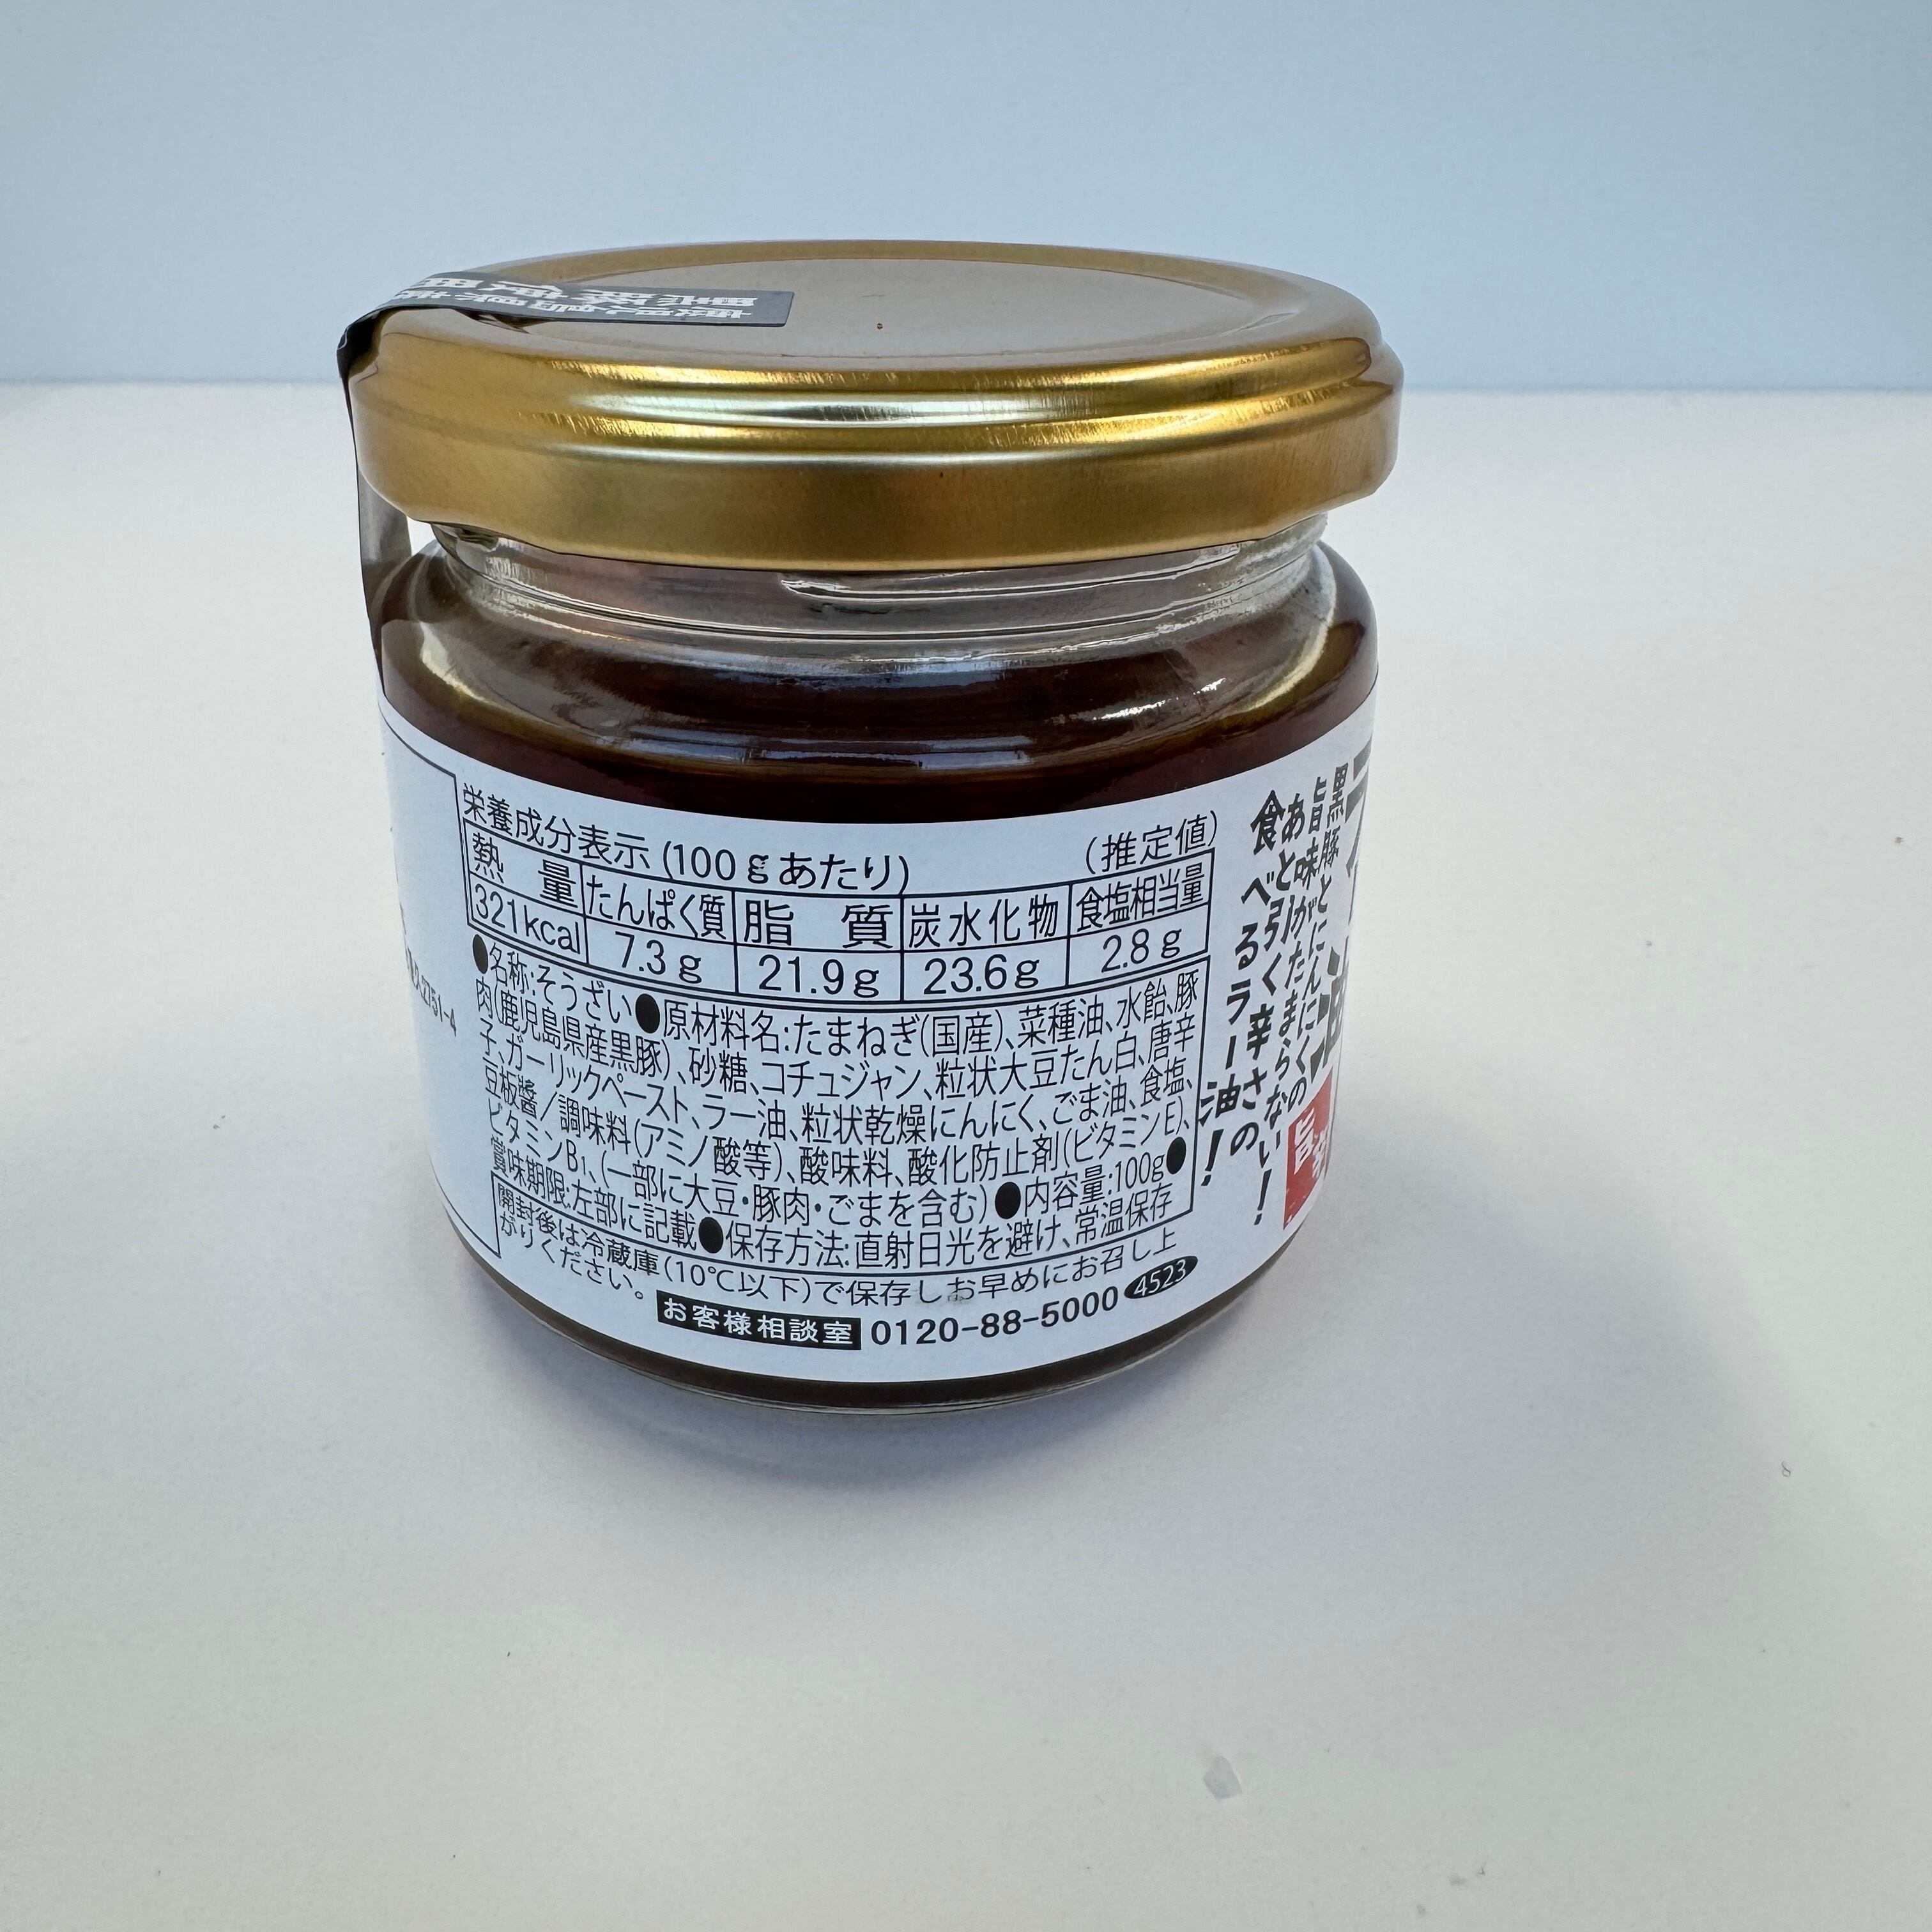 栄養成分表示(100gあたり) (推定値)
熱量 たんぱく質 脂質 炭水化物 食塩相当量
321kcal 7.3g 21.9g 23.6g 2.8g
●名称:そうざい●原材料名:たまねぎ(国産)、菜種油、水飴、豚
肉(鹿児島県産黒豚)、砂糖、コチュジャン、粒状大豆たん白、唐辛
子、ガーリックペースト、ラー油、粒状乾燥にんにく、ごま油、食塩、
豆板醬/調味料(アミノ酸等)、酸味料、酸化防止剤(ビタミンE)、
ビタミンB1、(一部に大豆・豚肉・ごまを含む)●内容量:100g●
賞味期限:左部に記載●保存方法:直射日光を避け、常温保存
開封後は冷蔵庫(10℃以下)で保存しお早めにお召し上
がりください。
お客様相談室 0120-88-5000 4523
黒豚とにんにくの
旨味がたまらない!
あと引く辛さの
食べるラー油!
2751-4